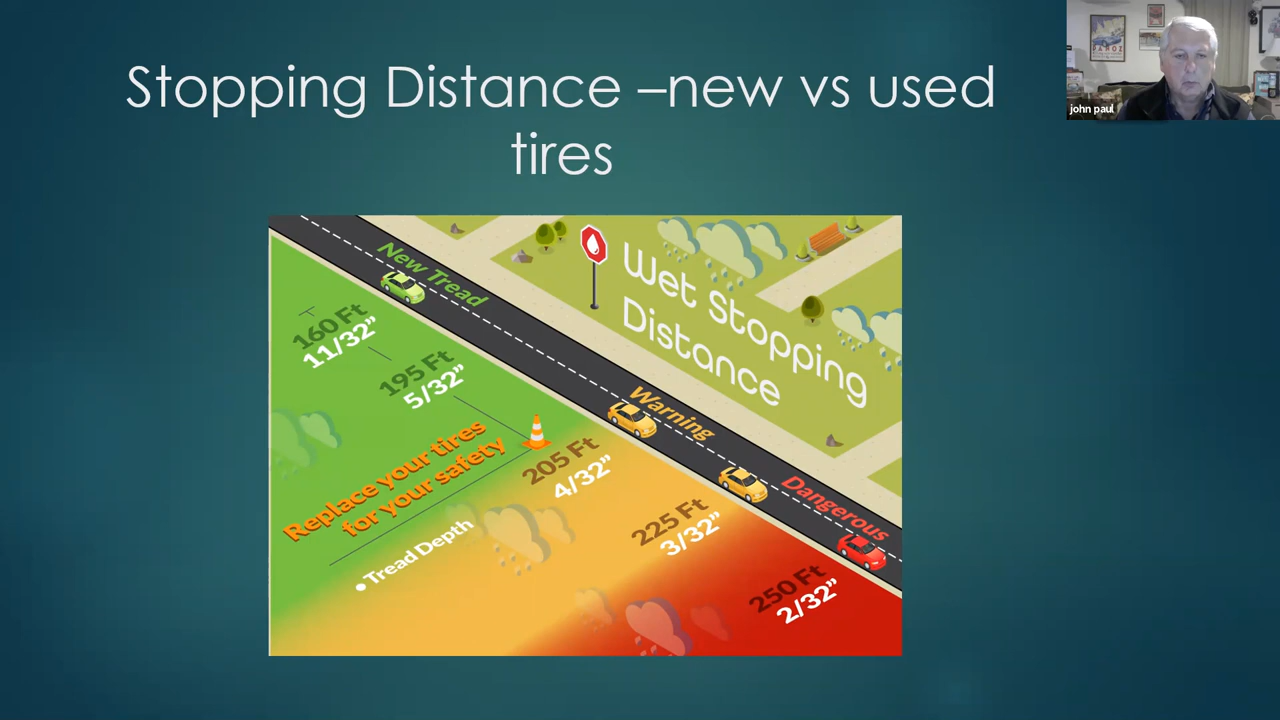 Stopping Distance –new vs used
tires
john paul
New Tread
Wet Stopping
Distance
160 Ft
11/32”
195 Ft
5/32”
Warning
Replace your tires
for your safety
205 Ft
4/32”
Dangerous
Tread Depth
225 Ft
3/32”
250 Ft
2/32”